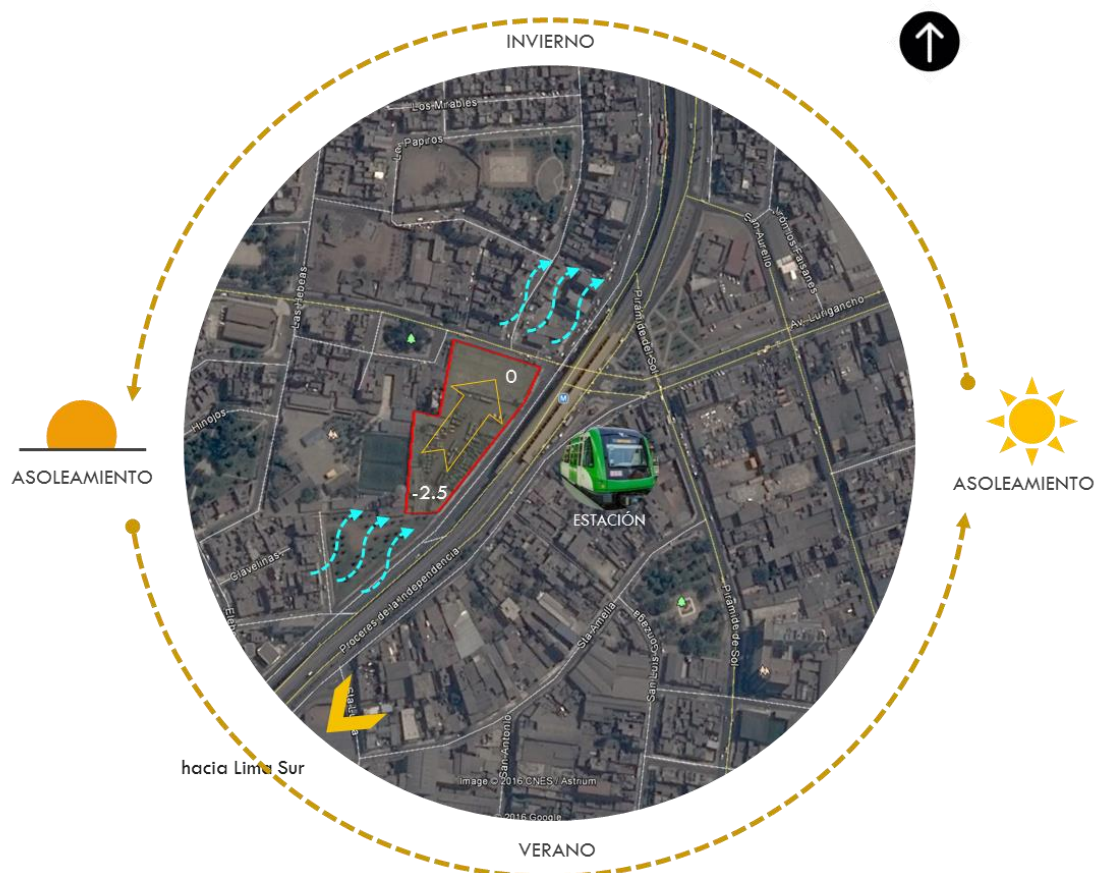 INVIERNO
Los Mirables
Los Papiros
San Aurelio
Las Hebeas
Pirámide del Sol
Av. Lurigancho
0
M
Hinojos
ASOLEAMIENTO
ASOLEAMIENTO
-2.5
ESTACIÓN
Clavelinas
Proceres de la Independencia
Sta Amelia
San Luis Gonzaga
Pirámide de Sol
San Antonio
hacia Lima Sur
Image © 2016 CNES / Astrium
© 2016 Google
VERANO